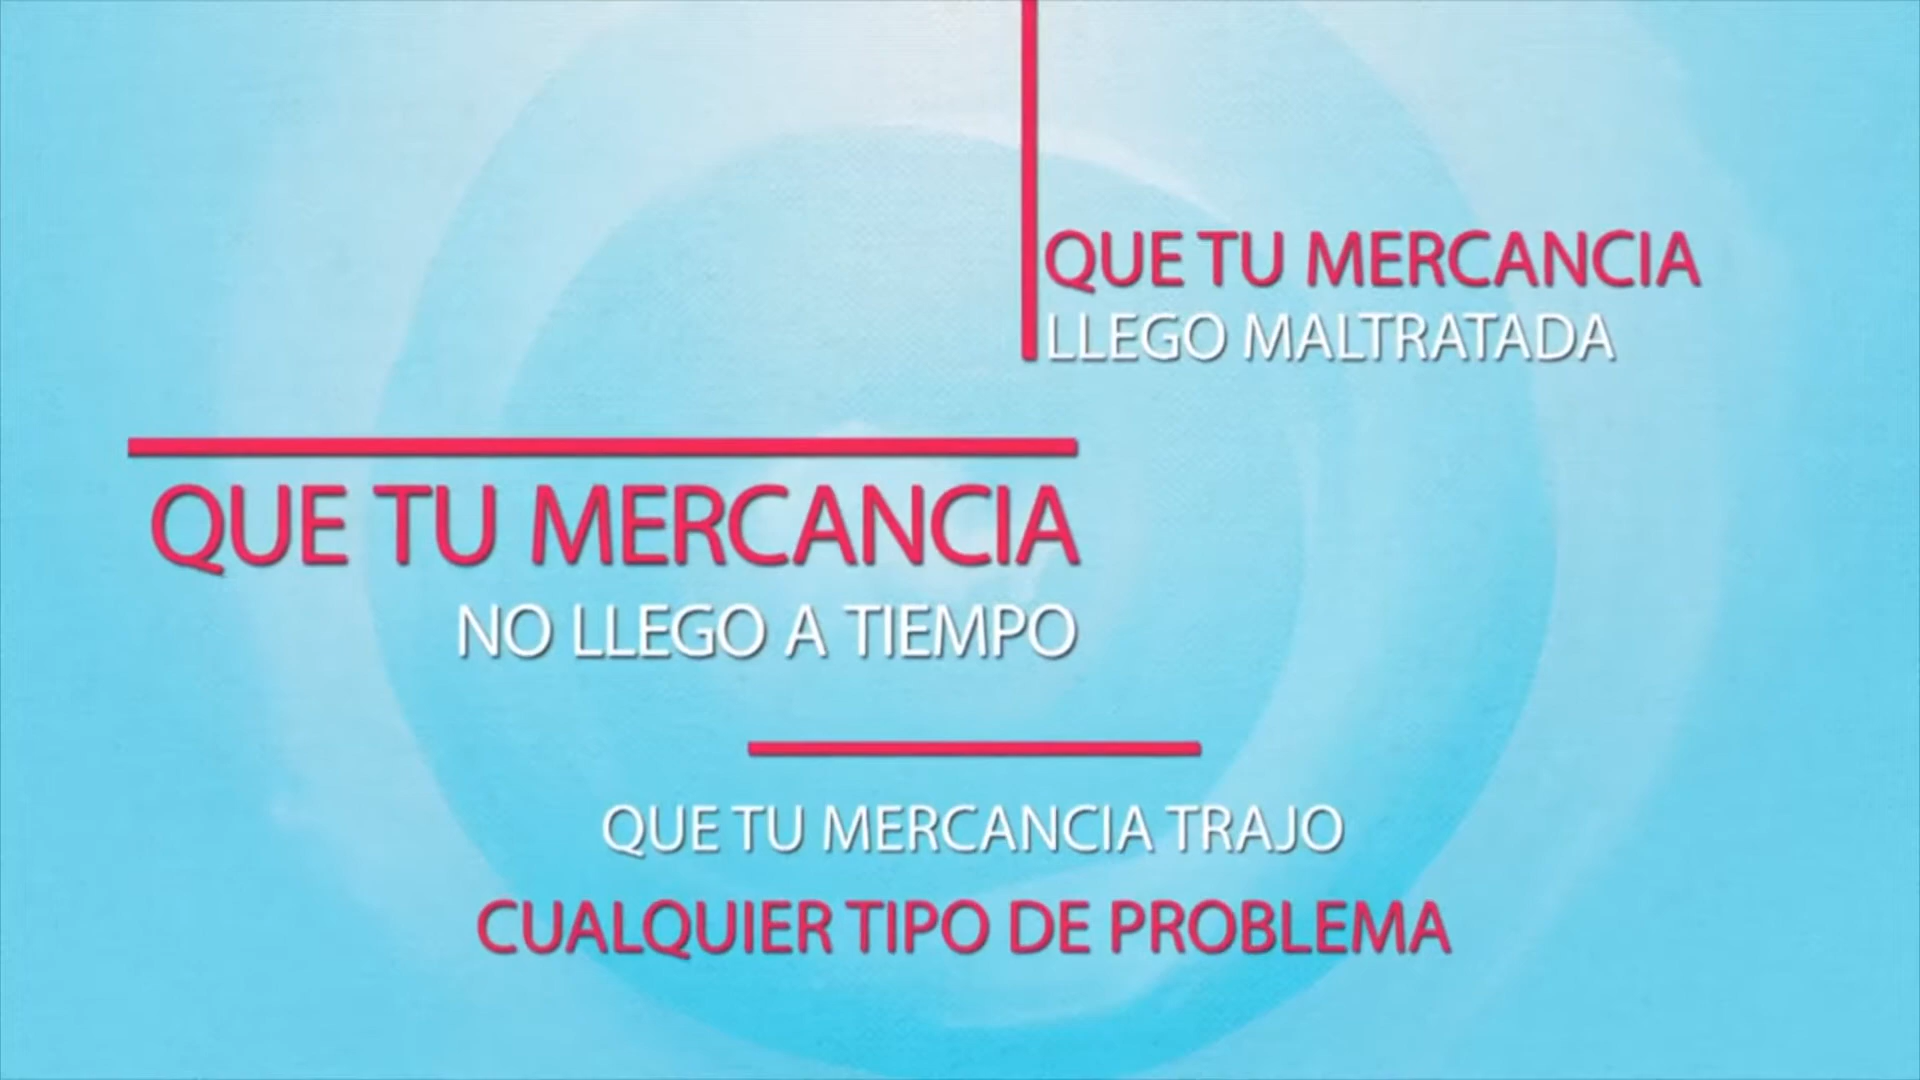 QUE TU MERCANCIA
LLEGO MALTRATADA
QUE TU MERCANCIA
NO LLEGO A TIEMPO
QUE TU MERCANCIA TRAJO
CUALQUIER TIPO DE PROBLEMA